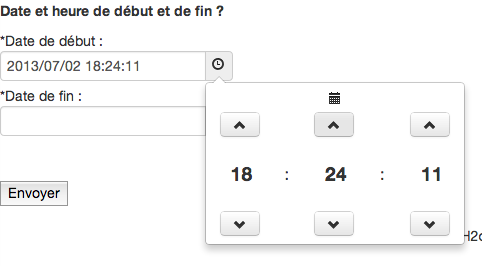 Date et heure de début et de fin ?
*Date de début :
2013/07/02 18:24:11
*Date de fin :
18 : 24 : 11
Envoyer